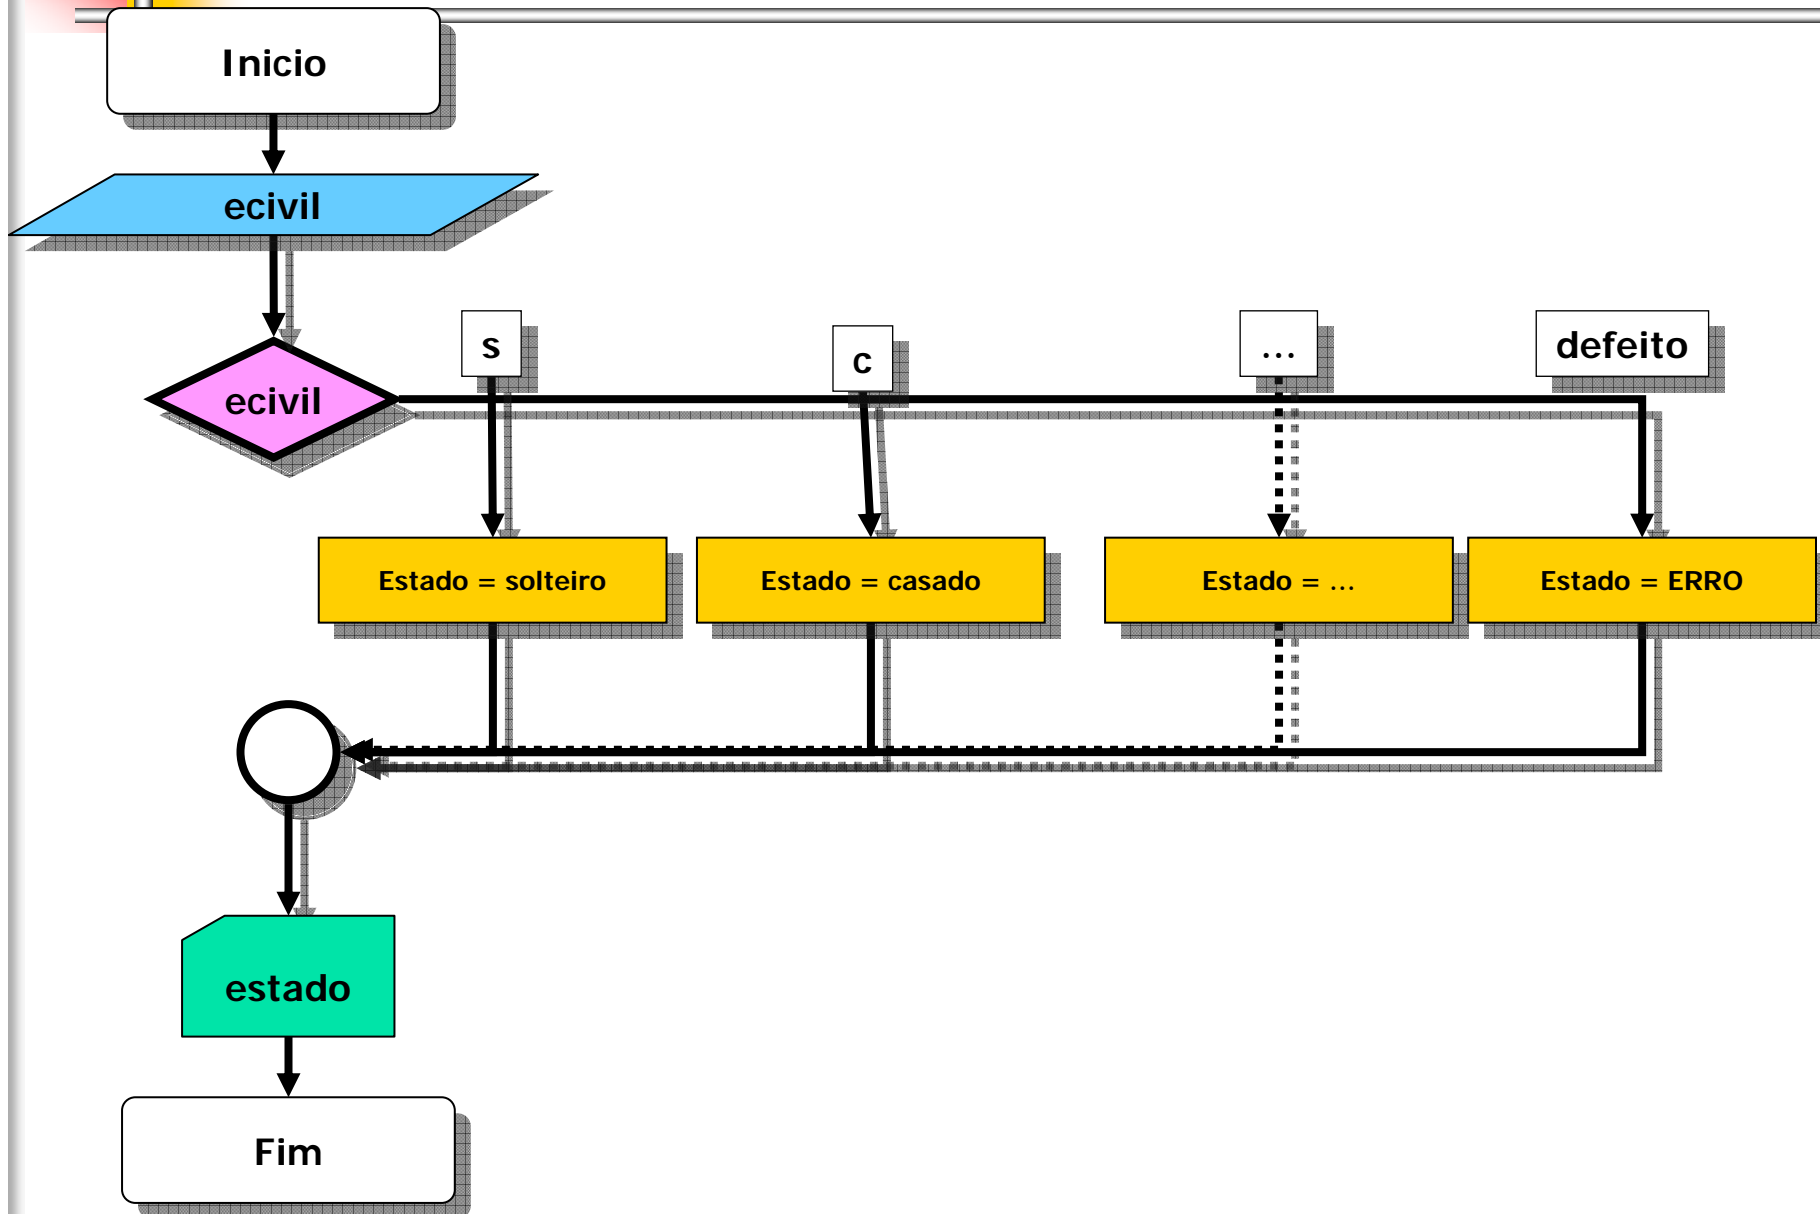 Inicio
ecivil
ecivil
s
c
...
defeito
Estado = solteiro
Estado = casado
Estado = ...
Estado = ERRO
estado
Fim